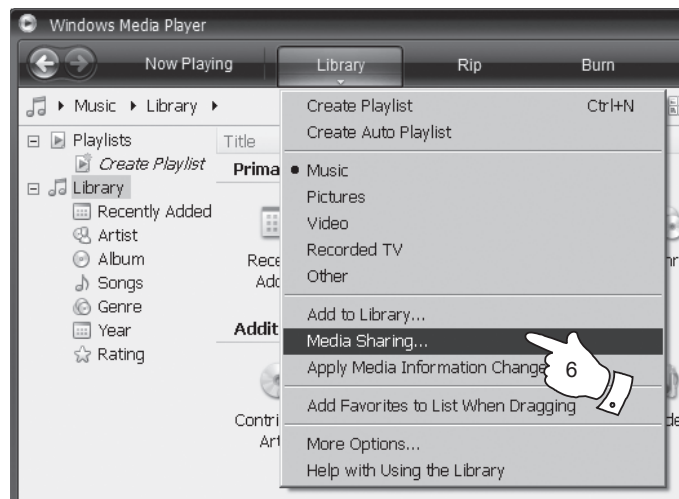 Windows Media Player
Now Playing Library Rip Burn
Music Library
Playlists
Create Playlist
Library
Recently Added
Artist
Album
Songs
Genre
Year
Rating
Title
Prima
Rece
Add
Addit
Contri
Art
Create Playlist Ctrl+N
Create Auto Playlist
Music
Pictures
Video
Recorded TV
Other
Add to Library...
Media Sharing...
Apply Media Information Change
6
Add Favorites to List When Dragging
More Options...
Help with Using the Library